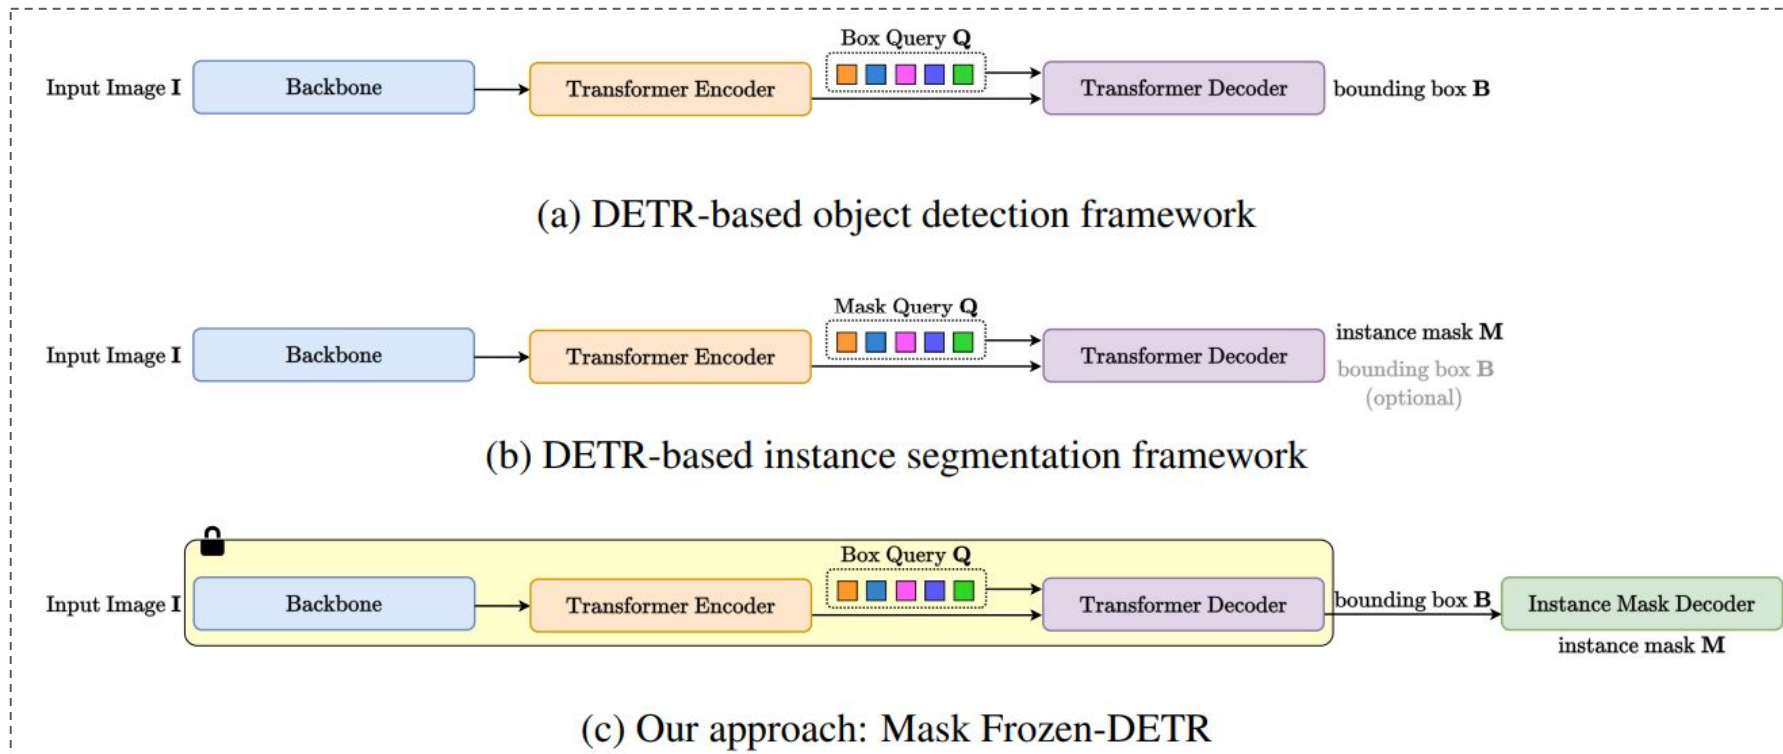 Box Query Q
Input Image I
Backbone
Transformer Encoder
Transformer Decoder
bounding box B
(a) DETR-based object detection framework
Mask Query Q
Input Image I
Backbone
Transformer Encoder
Transformer Decoder
instance mask M
bounding box B
(optional)
(b) DETR-based instance segmentation framework
Box Query Q
Input Image I
Backbone
Transformer Encoder
Transformer Decoder
bounding box B
Instance Mask Decoder
instance mask M
(c) Our approach: Mask Frozen-DETR